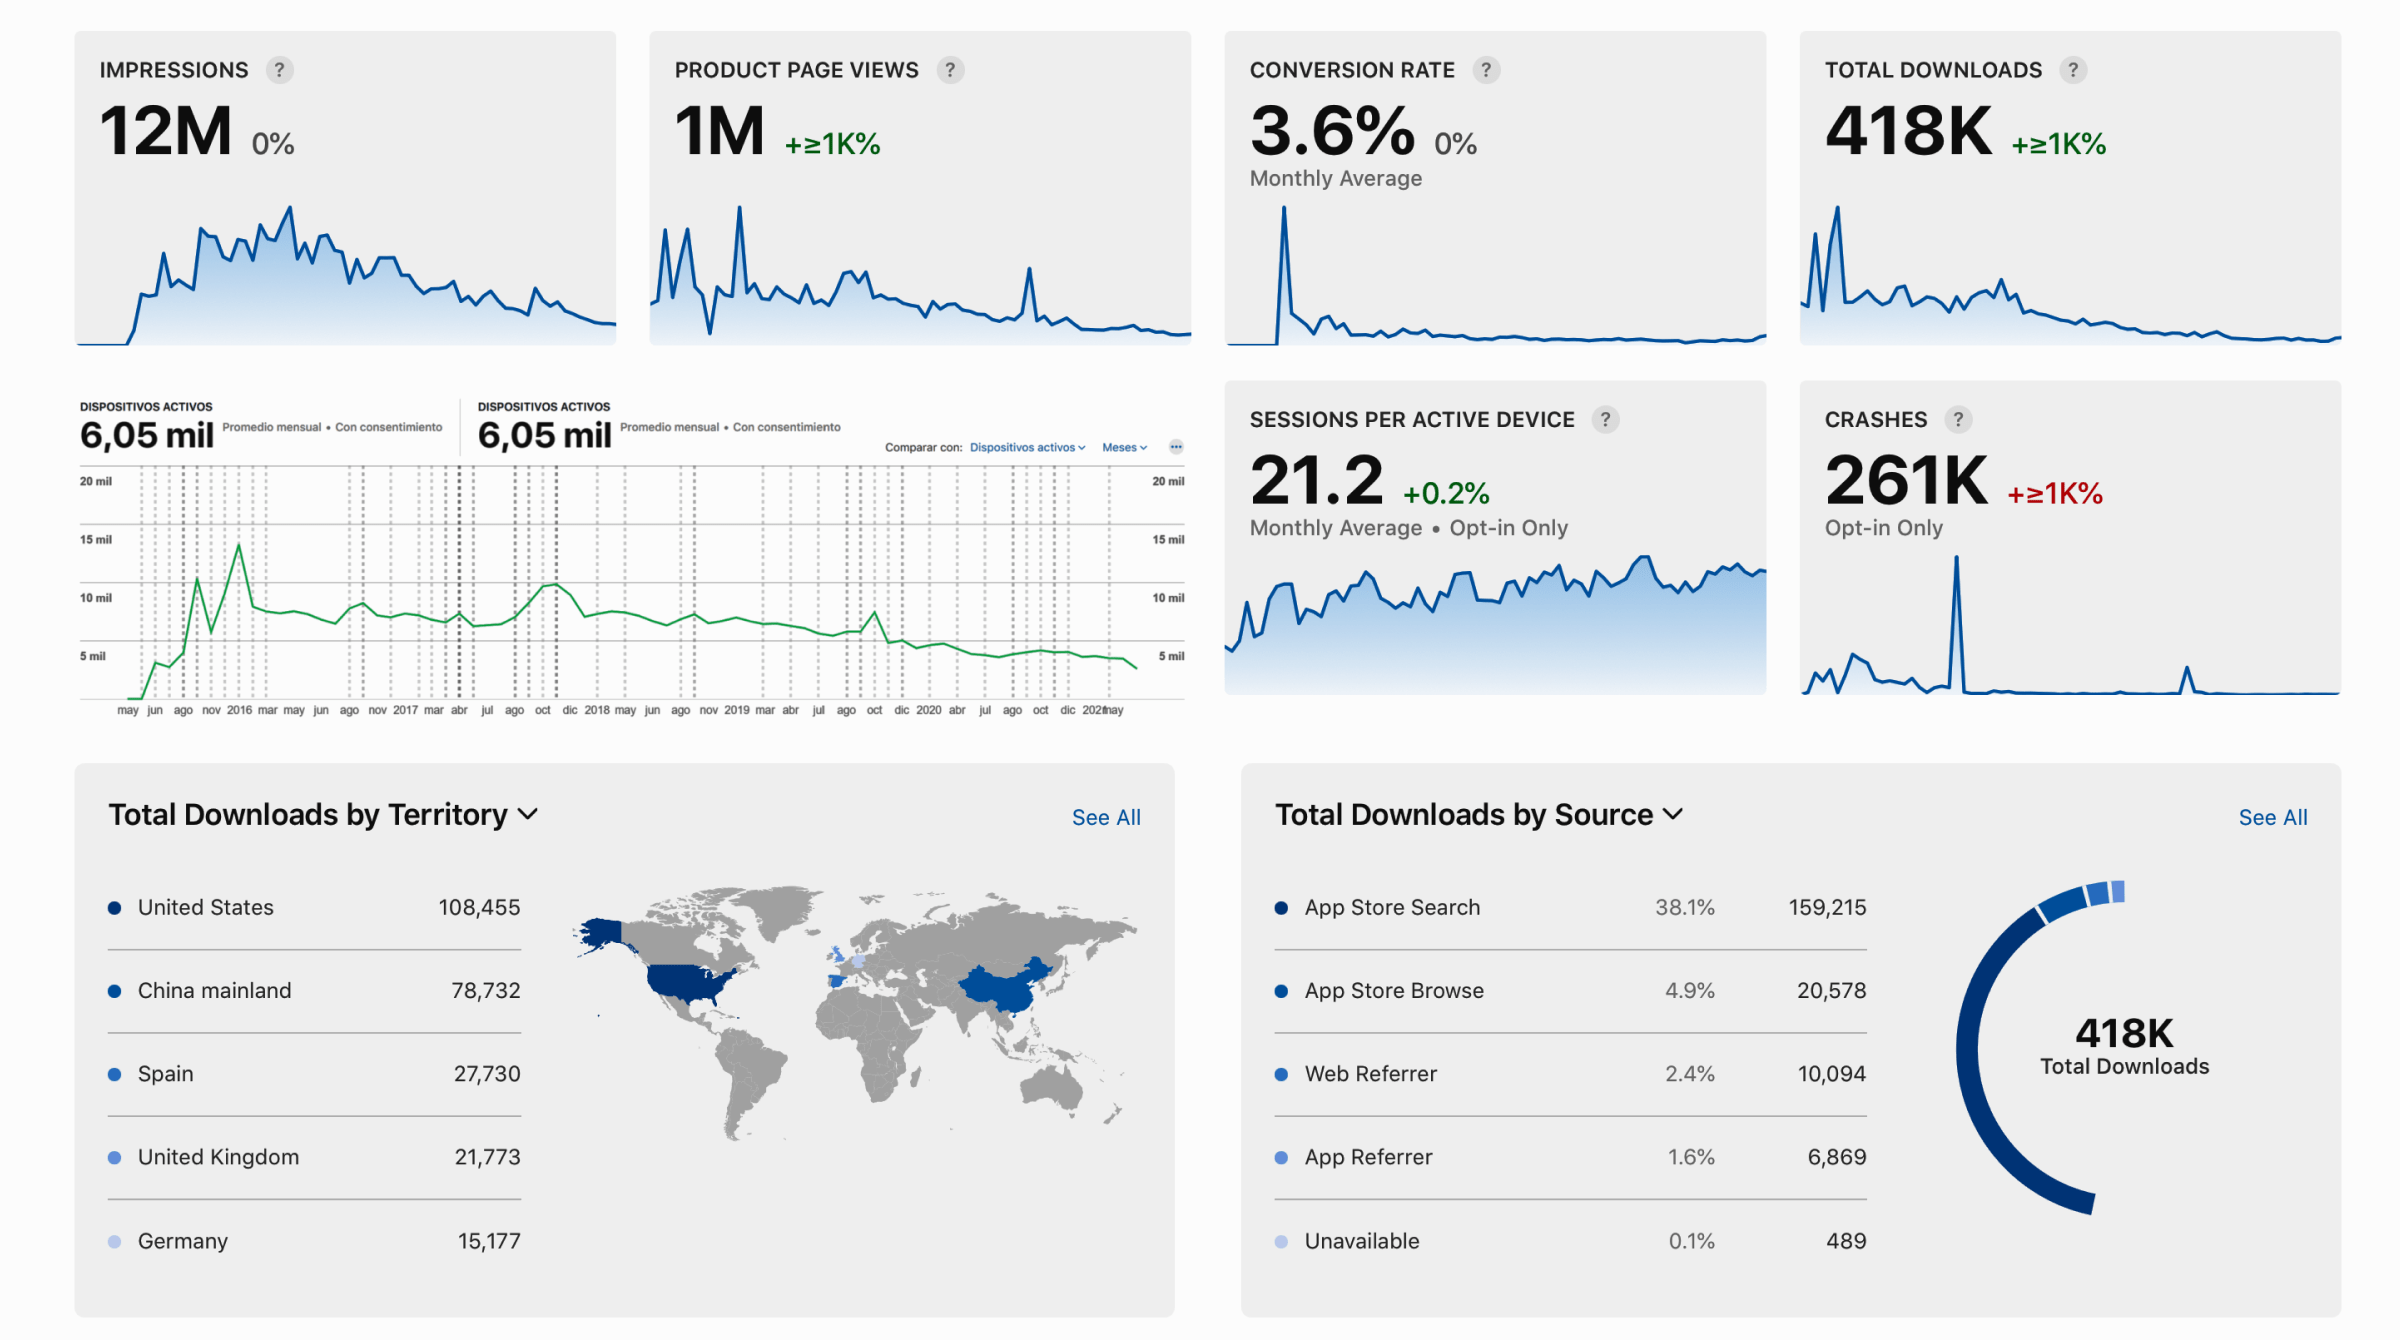 IMPRESSIONS ?
12M 0%
PRODUCT PAGE VIEWS ?
1M +≥1K%
CONVERSION RATE ?
3.6% 0%
Monthly Average
TOTAL DOWNLOADS ?
418K +≥1K%
DISPOSITIVOS ACTIVOS
6,05 mil Promedio mensual • Con consentimiento
DISPOSITIVOS ACTIVOS
6,05 mil Promedio mensual • Con consentimiento
Comparar con: Dispositivos activos Meses
20 mil 20 mil
15 mil 15 mil
10 mil 10 mil
5 mil 5 mil
may jun ago nov 2016 mar may jun ago nov 2017 mar abr jul ago oct dic 2018 may jun ago nov 2019 mar abr jul ago oct dic 2020 abr jul ago oct dic 2021 may
SESSIONS PER ACTIVE DEVICE ?
21.2 +0.2%
Monthly Average • Opt-in Only
CRASHES ?
261K +≥1K%
Opt-in Only
Total Downloads by Territory
See All
United States 108,455
China mainland 78,732
Spain 27,730
United Kingdom 21,773
Germany 15,177
Total Downloads by Source
See All
App Store Search 38.1% 159,215
App Store Browse 4.9% 20,578
Web Referrer 2.4% 10,094
App Referrer 1.6% 6,869
Unavailable 0.1% 489
418K
Total Downloads